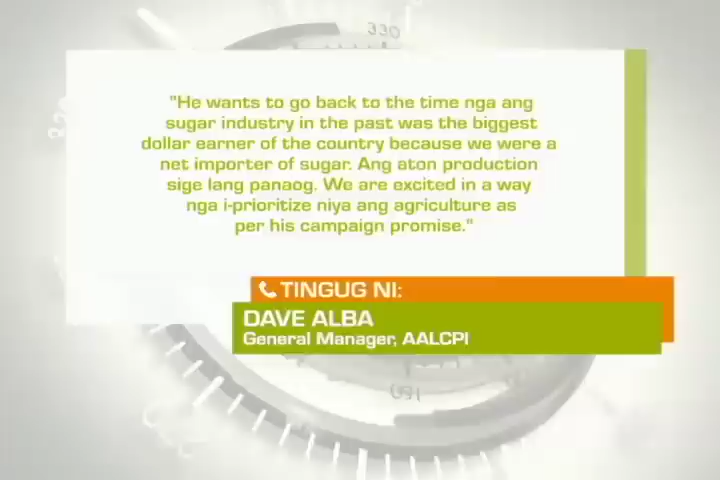 330
"He wants to go back to the time nga ang
sugar industry in the past was the biggest
dollar earner of the country because we were a
net importer of sugar. Ang aton production
sige lang panaog. We are excited in a way
nga i-prioritize niya ang agriculture as
per his campaign promise."
TINGUG NI:
DAVE ALBA
General Manager, AALCPI